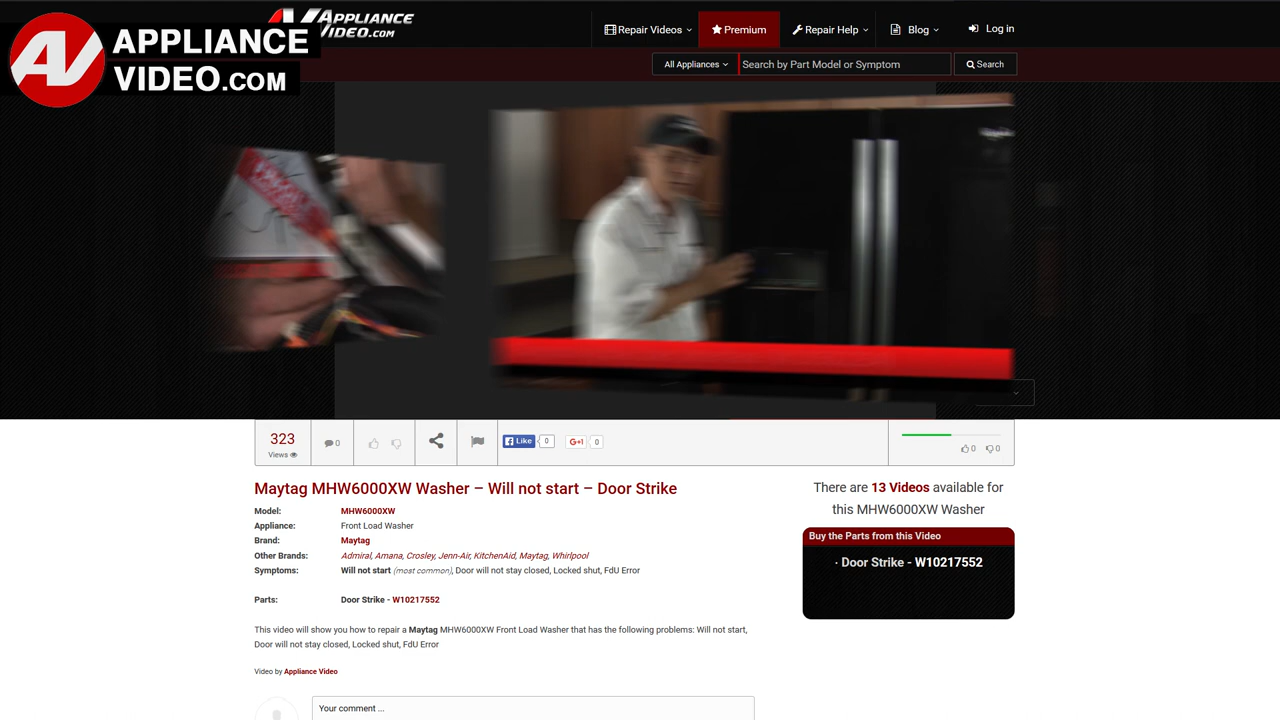 APPLIANCE
VIDEO.COM
APPLIANCE
VIDEO.COM
Repair Videos
Premium
Repair Help
Blog
Log in
All Appliances
Search by Part Model or Symptom
Search
323
Views
0
Like
0
G+1
0
0
0
Maytag MHW6000XW Washer – Will not start – Door Strike
Model: MHW6000XW
Appliance: Front Load Washer
Brand: Maytag
Other Brands: Admiral, Amana, Crosley, Jenn-Air, KitchenAid, Maytag, Whirlpool
Symptoms: Will not start (most common), Door will not stay closed, Locked shut, FdU Error
Parts: Door Strike - W10217552
This video will show you how to repair a Maytag MHW6000XW Front Load Washer that has the following problems: Will not start,
Door will not stay closed, Locked shut, FdU Error
Video by Appliance Video
Your comment ...
There are 13 Videos available for
this MHW6000XW Washer
Buy the Parts from this Video
· Door Strike - W10217552